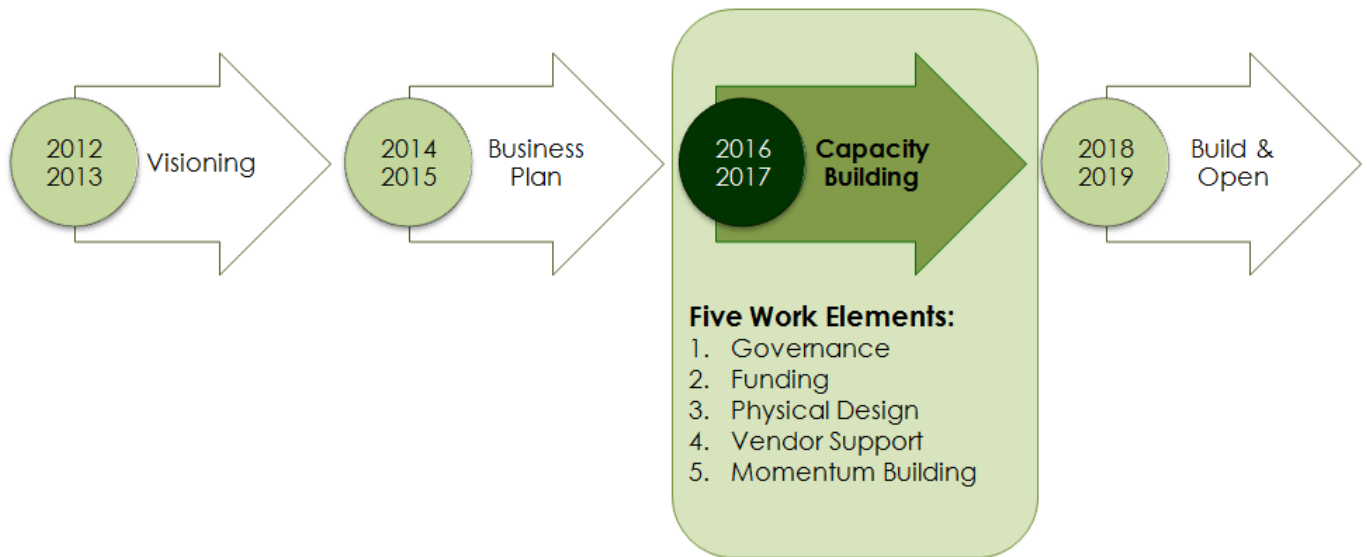 2012
2013
Visioning
2014
2015
Business
Plan
2016
2017
Capacity
Building
2018
2019
Build &
Open
Five Work Elements:
1. Governance
2. Funding
3. Physical Design
4. Vendor Support
5. Momentum Building